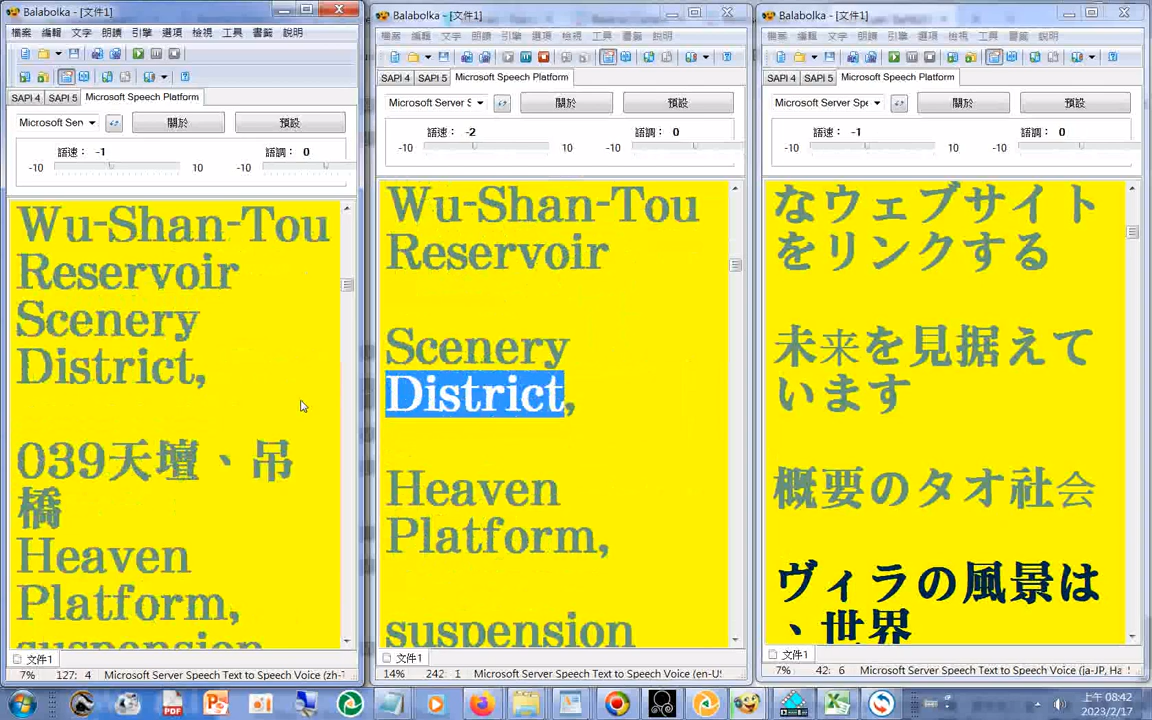 Balabolka - [文件1]
檔案 編輯 文字 朗讀 引擎 選項 檢視 工具 書籤 說明
SAPI 4 SAPI 5 Microsoft Speech Platform
Microsoft Ser 關於 預設
語速： -1 語調： 0
-10 10 -10
Wu-Shan-Tou
Reservoir
Scenery
District,
039天壇、吊
橋
Heaven
Platform,
suspension
文件1
7% 127: 4 Microsoft Server Speech Text to Speech Voice (zh-T
Balabolka - [文件1]
檔案 編輯 文字 朗讀 引擎 選項 檢視 工具 書籤 說明
SAPI 4 SAPI 5 Microsoft Speech Platform
Microsoft Server S 關於 預設
語速： -2 語調： 0
-10 10 -10
Wu-Shan-Tou
Reservoir
Scenery
District,
Heaven
Platform,
suspension
文件1
14% 242: 1 Microsoft Server Speech Text to Speech Voice (en-US
Balabolka - [文件1]
檔案 編輯 文字 朗讀 引擎 選項 檢視 工具 書籤 說明
SAPI 4 SAPI 5 Microsoft Speech Platform
Microsoft Server Spe 關於 預設
語速： -1 語調： 0
-10 10 -10
なウェブサイト
をリンクする
未来を見据えて
います
概要のタオ社会
ヴィラの風景は
、世界
文件1
7% 42: 6 Microsoft Server Speech Text to Speech Voice (ja-JP, Ha
上午 08:42
2023/2/17